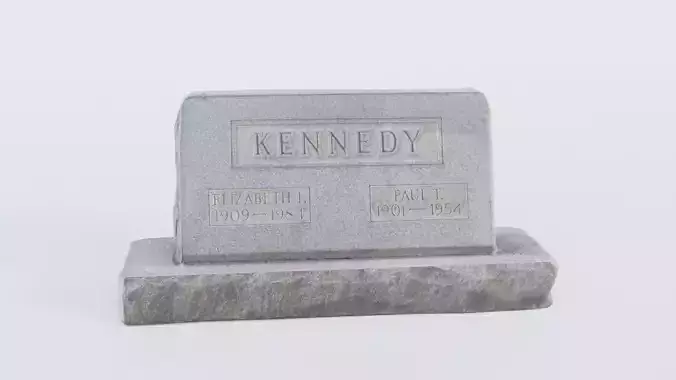 KENNEDY
ELIZABETH
1909—
PAUL T.
1901—1954